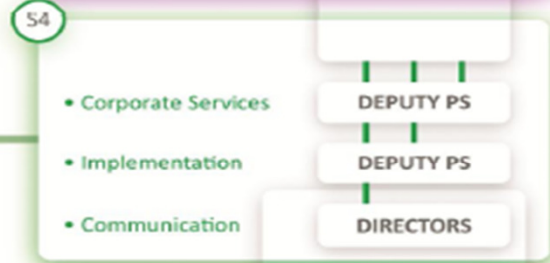 54
• Corporate Services DEPUTY PS
• Implementation DEPUTY PS
• Communication DIRECTORS